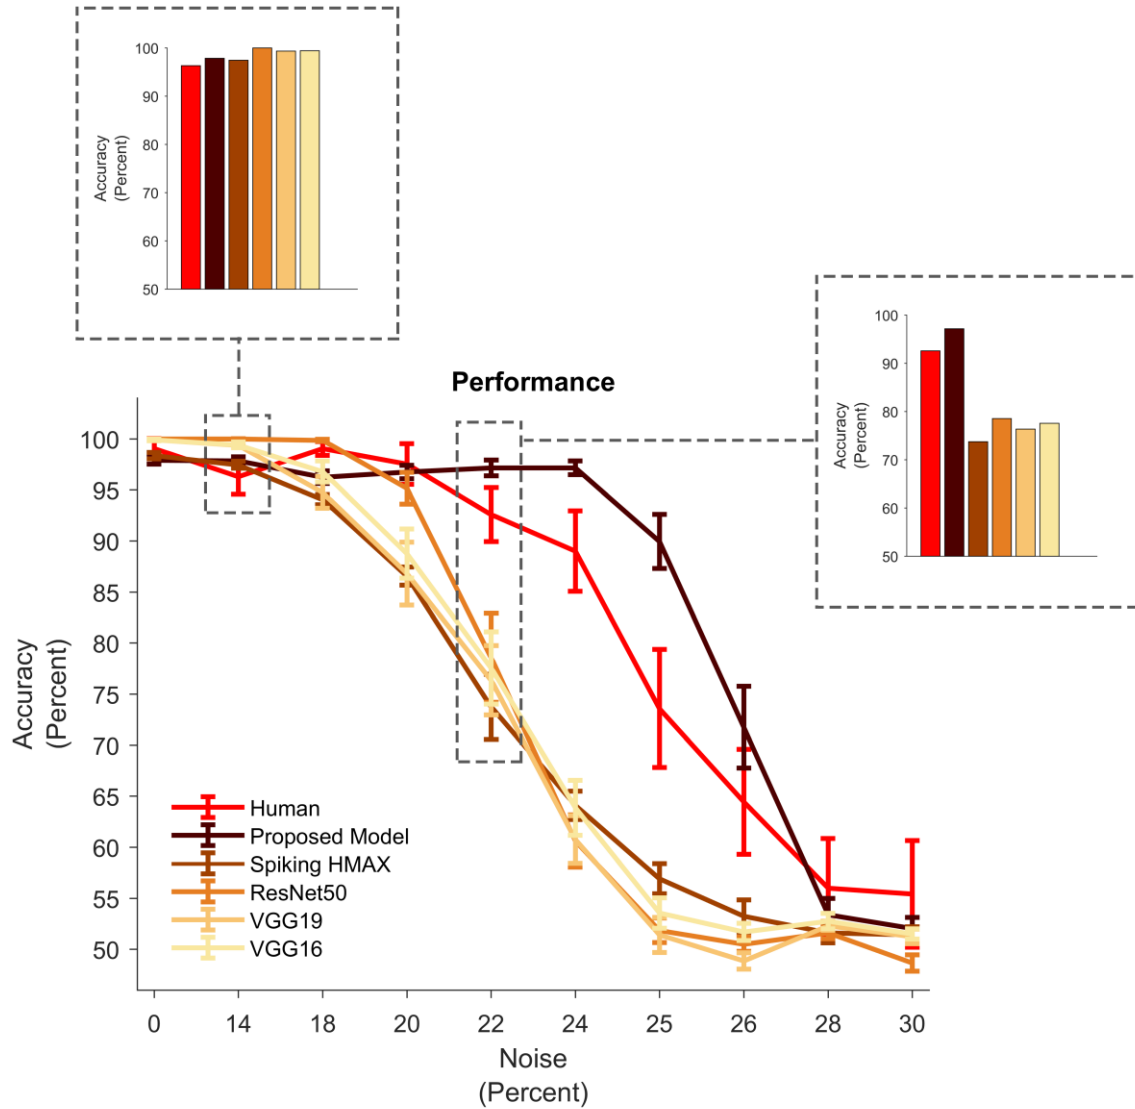 100
90
80
70
60
50
Accuracy
(Percent)
100
90
80
70
60
50
Accuracy
(Percent)
Performance
100
95
90
85
80
75
70
65
60
55
50
Accuracy
(Percent)
Human
Proposed Model
Spiking HMAX
ResNet50
VGG19
VGG16
0 14 18 20 22 24 25 26 28 30
Noise
(Percent)